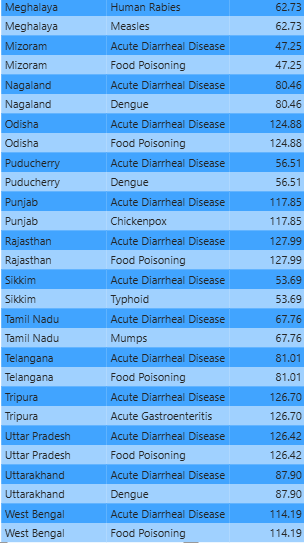 Meghalaya Human Rabies 62.73
Meghalaya Measles 62.73
Mizoram Acute Diarrheal Disease 47.25
Mizoram Food Poisoning 47.25
Nagaland Acute Diarrheal Disease 80.46
Nagaland Dengue 80.46
Odisha Acute Diarrheal Disease 124.88
Odisha Food Poisoning 124.88
Puducherry Acute Diarrheal Disease 56.51
Puducherry Dengue 56.51
Punjab Acute Diarrheal Disease 117.85
Punjab Chickenpox 117.85
Rajasthan Acute Diarrheal Disease 127.99
Rajasthan Food Poisoning 127.99
Sikkim Acute Diarrheal Disease 53.69
Sikkim Typhoid 53.69
Tamil Nadu Acute Diarrheal Disease 67.76
Tamil Nadu Mumps 67.76
Telangana Acute Diarrheal Disease 81.01
Telangana Food Poisoning 81.01
Tripura Acute Diarrheal Disease 126.70
Tripura Acute Gastroenteritis 126.70
Uttar Pradesh Acute Diarrheal Disease 126.42
Uttar Pradesh Food Poisoning 126.42
Uttarakhand Acute Diarrheal Disease 87.90
Uttarakhand Dengue 87.90
West Bengal Acute Diarrheal Disease 114.19
West Bengal Food Poisoning 114.19